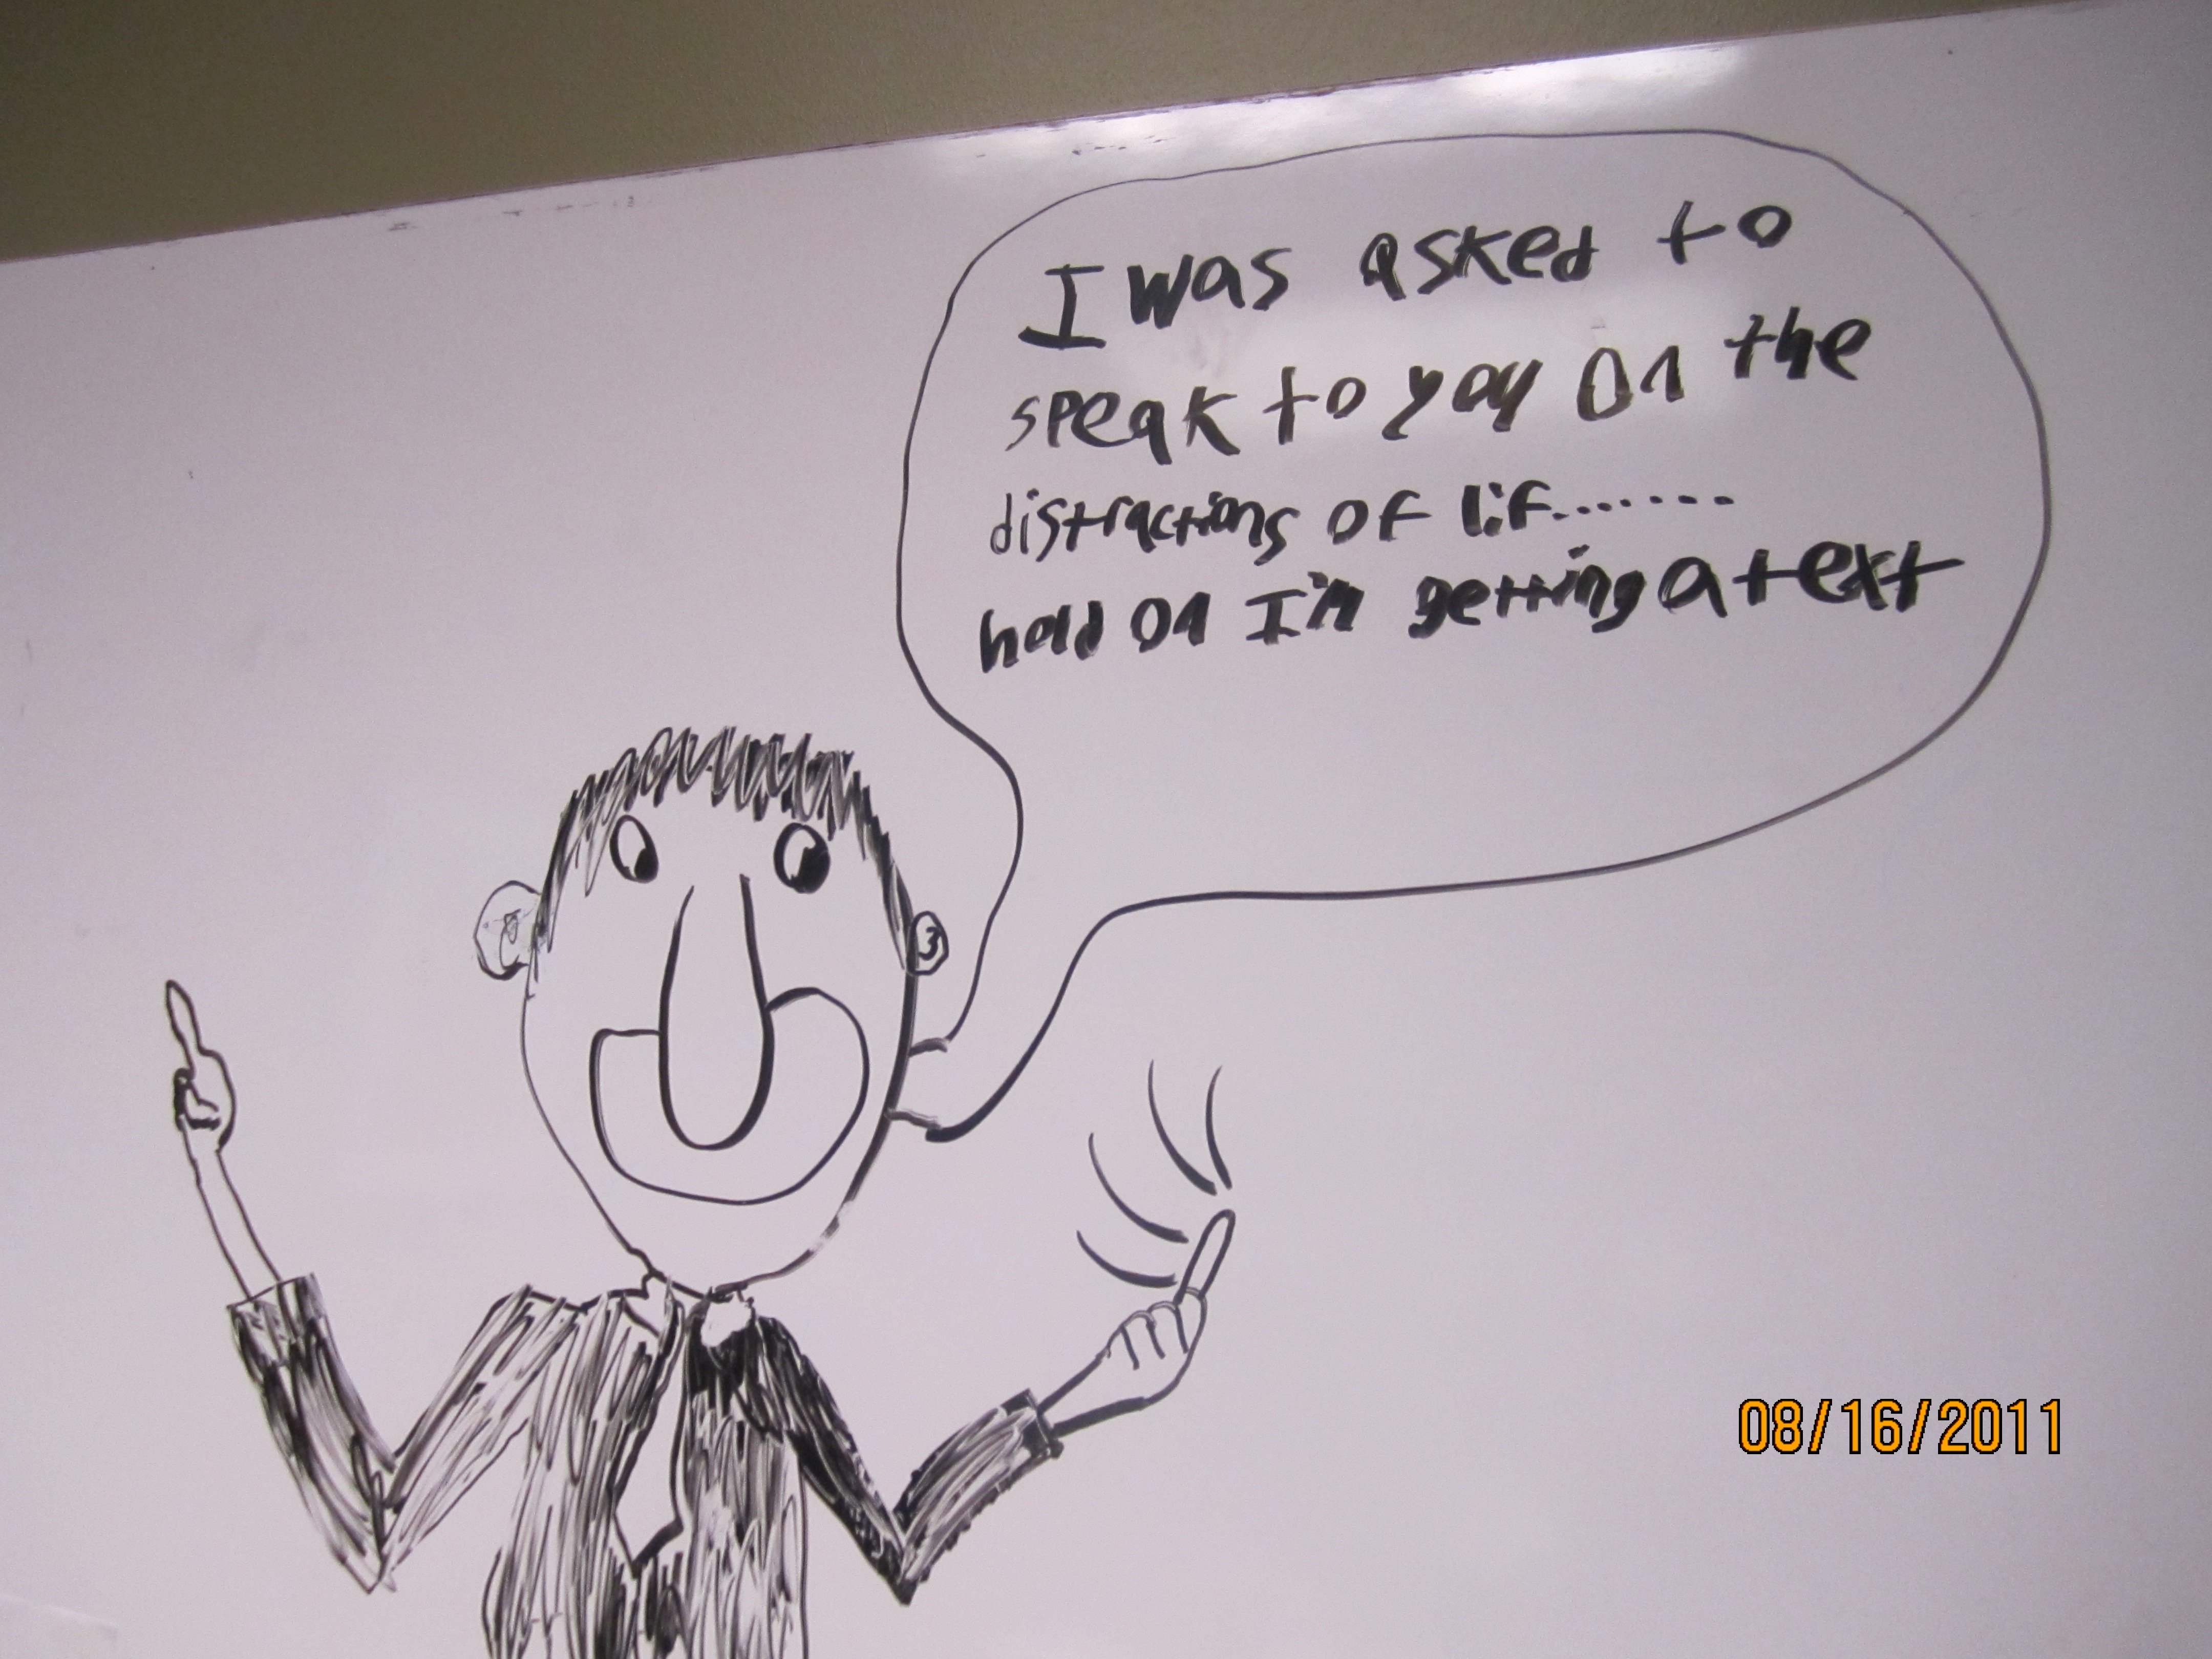 I was asked to
speak to you on the
distractions of lif.......
hold on I'm getting a text
08/16/2011